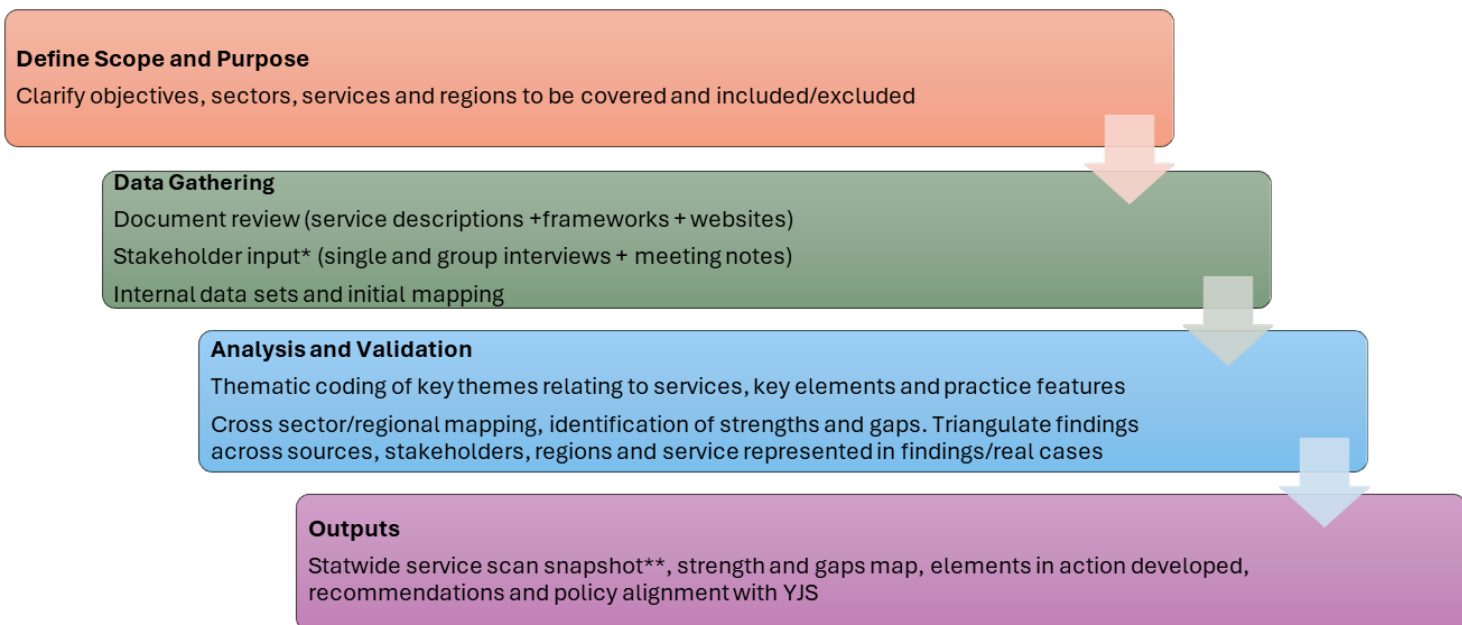 Define Scope and Purpose
Clarify objectives, sectors, services and regions to be covered and included/excluded
Data Gathering
Document review (service descriptions +frameworks + websites)
Stakeholder input* (single and group interviews + meeting notes)
Internal data sets and initial mapping
Analysis and Validation
Thematic coding of key themes relating to services, key elements and practice features
Cross sector/regional mapping, identification of strengths and gaps. Triangulate findings
across sources, stakeholders, regions and service represented in findings/real cases
Outputs
Statwide service scan snapshot**, strength and gaps map, elements in action developed,
recommendations and policy alignment with YJS